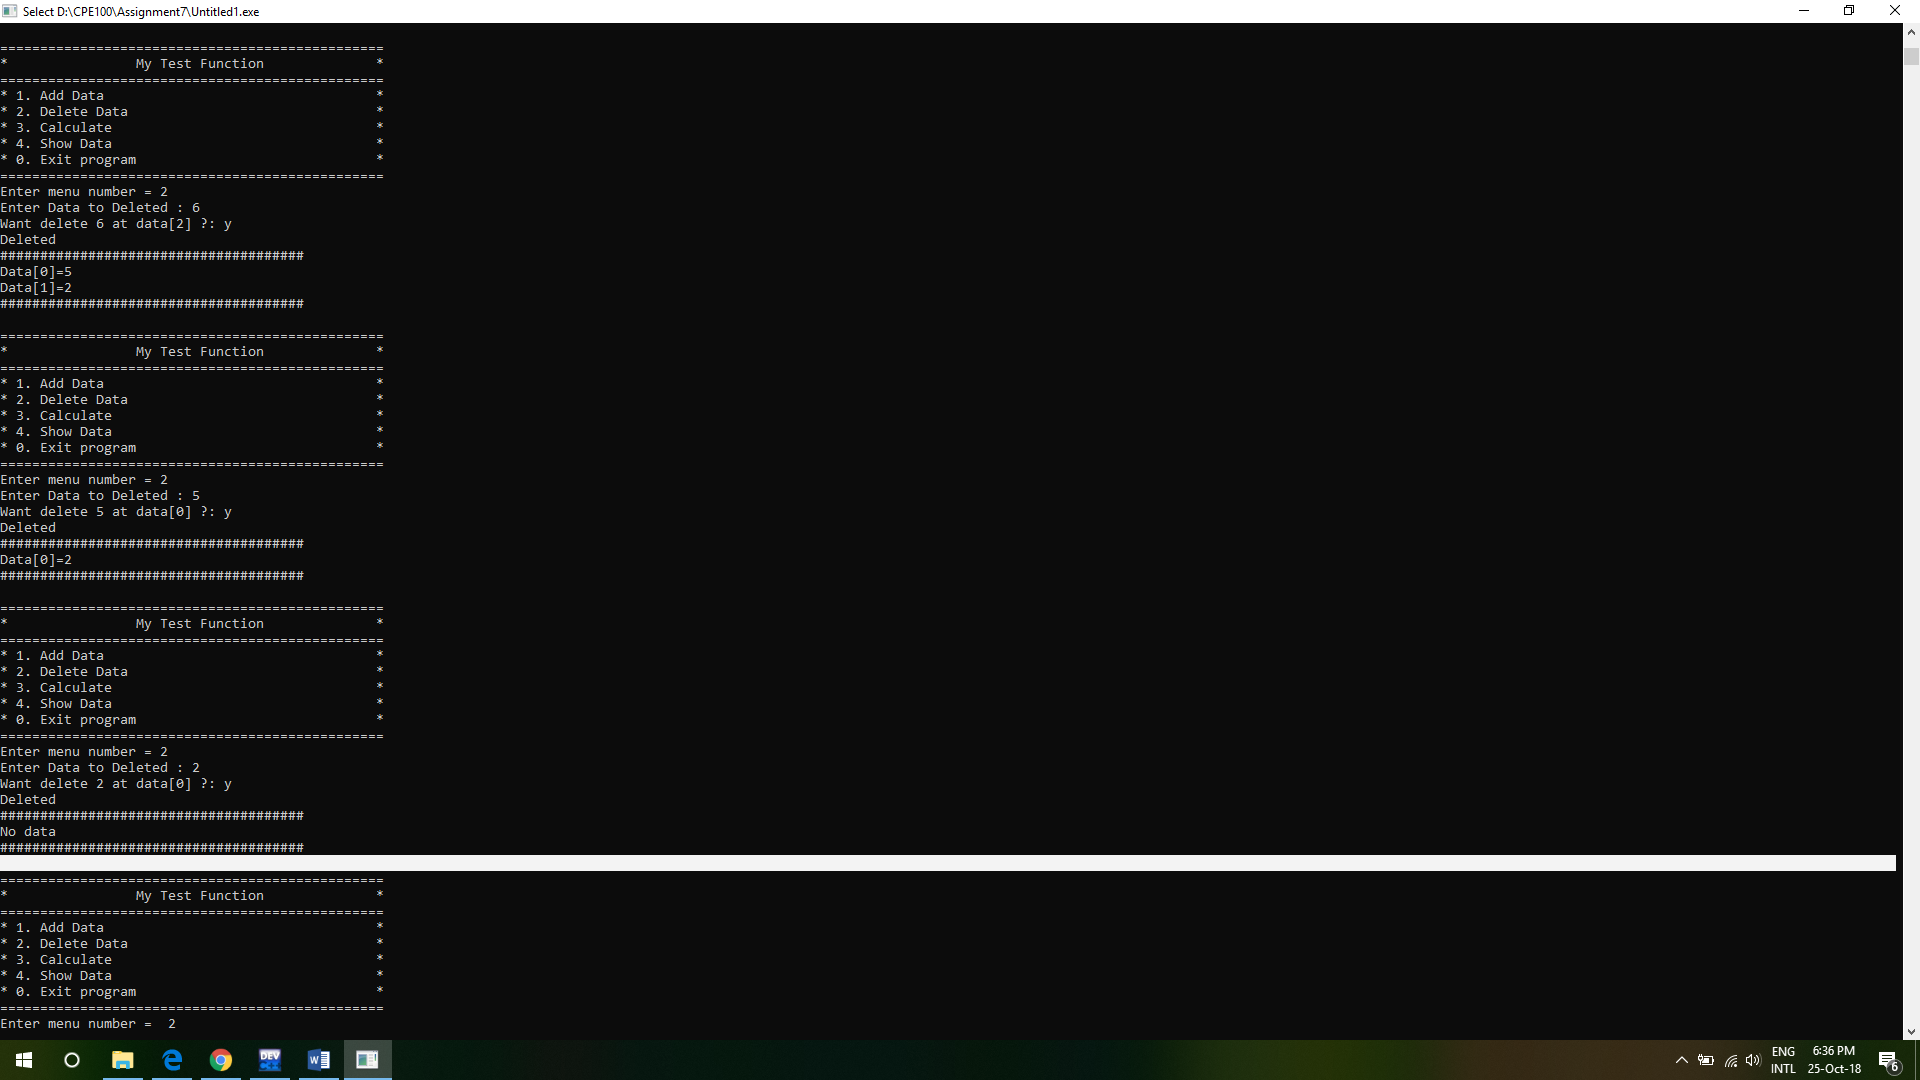 Select D:\CPE100\Assignment7\Untitled1.exe
================================================
*                My Test Function              *
================================================
* 1. Add Data                                  *
* 2. Delete Data                               *
* 3. Calculate                                 *
* 4. Show Data                                 *
* 0. Exit program                              *
================================================
Enter menu number = 2
Enter Data to Deleted : 6
Want delete 6 at data[2] ?: y
Deleted
######################################
Data[0]=5
Data[1]=2
######################################
================================================
*                My Test Function              *
================================================
* 1. Add Data                                  *
* 2. Delete Data                               *
* 3. Calculate                                 *
* 4. Show Data                                 *
* 0. Exit program                              *
================================================
Enter menu number = 2
Enter Data to Deleted : 5
Want delete 5 at data[0] ?: y
Deleted
######################################
Data[0]=2
######################################
================================================
*                My Test Function              *
================================================
* 1. Add Data                                  *
* 2. Delete Data                               *
* 3. Calculate                                 *
* 4. Show Data                                 *
* 0. Exit program                              *
================================================
Enter menu number = 2
Enter Data to Deleted : 2
Want delete 2 at data[0] ?: y
Deleted
######################################
No data
######################################
================================================
*                My Test Function              *
================================================
* 1. Add Data                                  *
* 2. Delete Data                               *
* 3. Calculate                                 *
* 4. Show Data                                 *
* 0. Exit program                              *
================================================
Enter menu number =  2
DEV
C++
W
ENG
INTL
6:36 PM
25-Oct-18
6